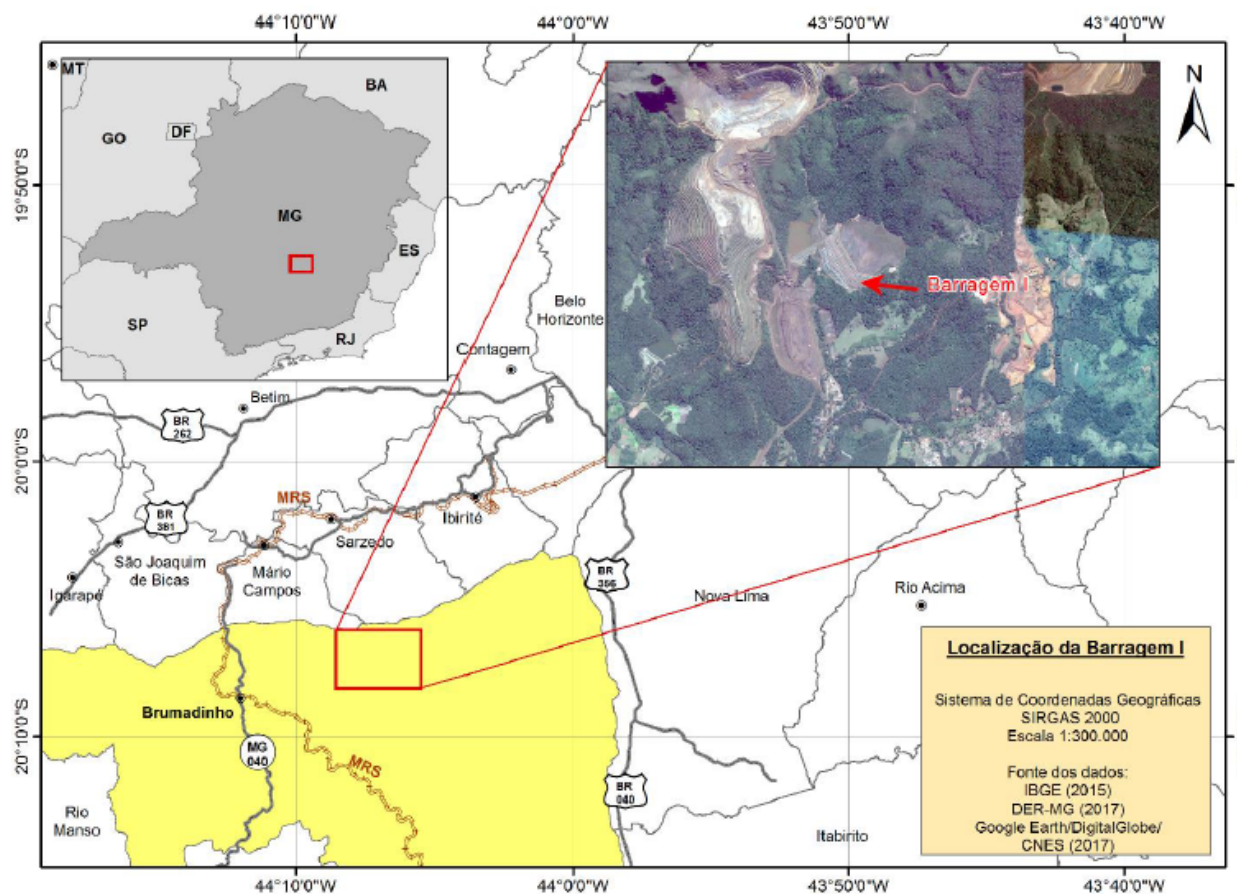 44°10'0"W
44°0'0"W
43°50'0"W
43°40'0"W
MT
BA
GO
DF
MG
ES
SP
RJ
N
Barragem I
19°50'0"S
Belo
Horizonte
Contagem
Betim
BR
262
20°0'0"S
MRS
Ibirité
BR
381
Sarzedo
São Joaquim
de Bicas
Mário
Campos
Igarapé
BR
356
Nova Lima
Rio Acima
Brumadinho
MG
040
MRS
20°10'0"S
BR
040
Rio
Manso
Itabirito
Localização da Barragem I
Sistema de Coordenadas Geográficas
SIRGAS 2000
Escala 1:300.000
Fonte dos dados:
IBGE (2015)
DER-MG (2017)
Google Earth/DigitalGlobe/
CNES (2017)
44°10'0"W
44°0'0"W
43°50'0"W
43°40'0"W